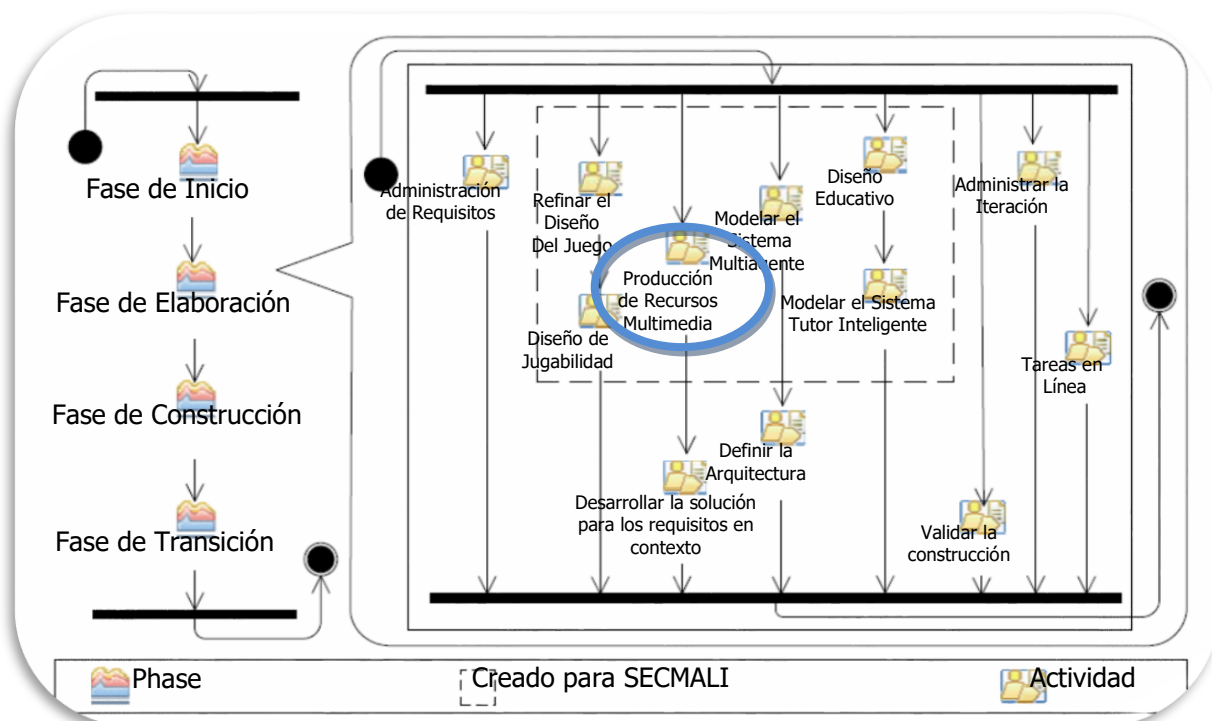 Fase de Inicio
Fase de Elaboración
Fase de Construcción
Fase de Transición
Administración
de Requisitos
Refinar el
Diseño
Del Juego
Diseño de
Jugabilidad
Producción
de Recursos
Multimedia
Desarrollar la solución
para los requisitos en
contexto
Modelar el
Sistema
Multiagente
Definir la
Arquitectura
Diseño
Educativo
Modelar el Sistema
Tutor Inteligente
Validar la
construcción
Administrar la
Iteración
Tareas en
Línea
Phase
Creado para SECMALI
Actividad